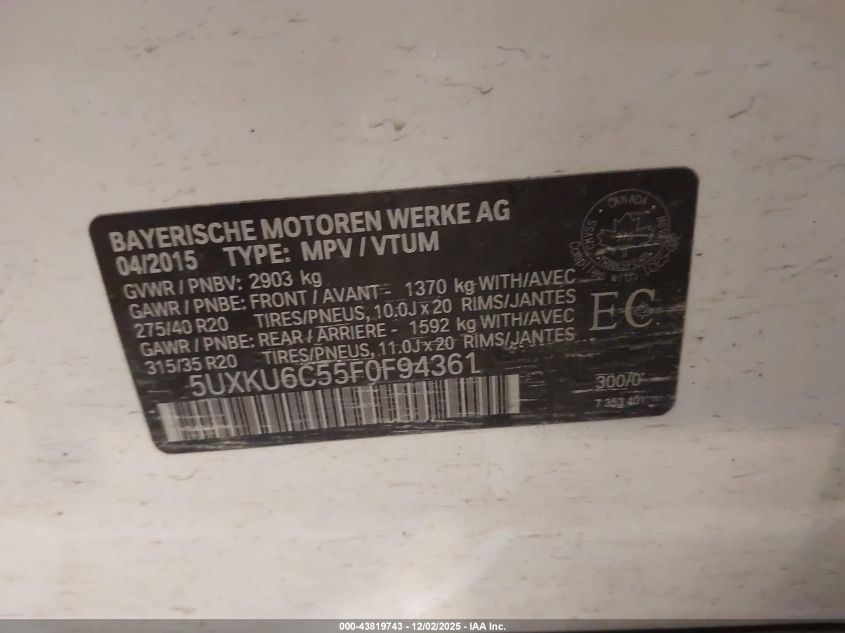 BAYERISCHE MOTOREN WERKE AG
04/2015 TYPE: MPV / VTUM
GVWR / PNBV: 2903 kg
GAWR / PNBE: FRONT / AVANT - 1370 kg WITH/AVEC
275/40 R20 TIRES/PNEUS, 10.0J x 20 RIMS/JANTES
GAWR / PNBE: REAR / ARRIERE - 1592 kg WITH/AVEC
315/35 R20 TIRES/PNEUS, 11.0J x 20 RIMS/JANTES
5UXKU6C55F0F94361
CANADA
EC
300/0
7 353 401
000-43819743 - 12/02/2025 - IAA Inc.